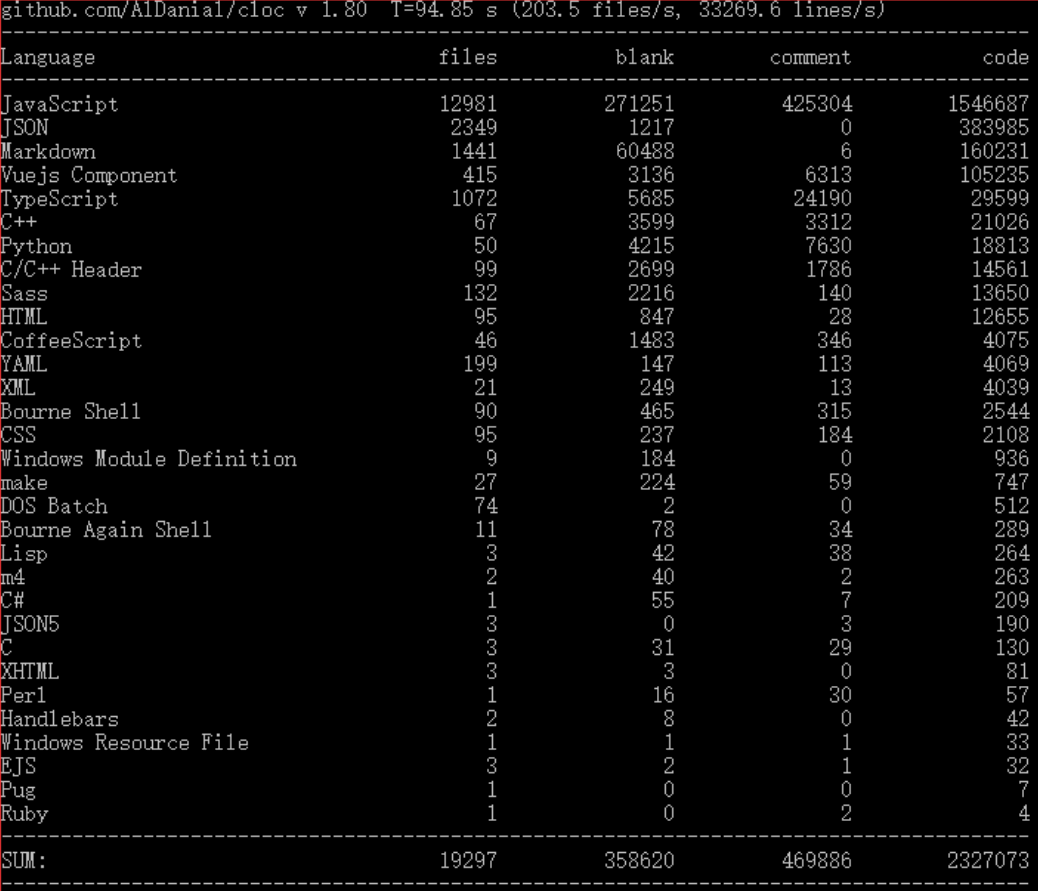 github.com/AlDanial/cloc v 1.80  T=94.85 s (203.5 files/s, 33269.6 lines/s)
-------------------------------------------------------------------------------
Language files blank comment code
-------------------------------------------------------------------------------
JavaScript 12981 271251 425304 1546687
JSON 2349 1217 0 383985
Markdown 1441 60488 6 160231
Vuejs Component 415 3136 6313 105235
TypeScript 1072 5685 24190 29599
C++ 67 3599 3312 21026
Python 50 4215 7630 18813
C/C++ Header 99 2699 1786 14561
Sass 132 2216 140 13650
HTML 95 847 28 12655
CoffeeScript 46 1483 346 4075
YAML 199 147 113 4069
XML 21 249 13 4039
Bourne Shell 90 465 315 2544
CSS 95 237 184 2108
Windows Module Definition 9 184 0 936
make 27 224 59 747
DOS Batch 74 2 0 512
Bourne Again Shell 11 78 34 289
Lisp 3 42 38 264
m4 2 40 2 263
C# 1 55 7 209
JSON5 3 0 3 190
C 3 31 29 130
XHTML 3 3 0 81
Perl 1 16 30 57
Handlebars 2 8 0 42
Windows Resource File 1 1 1 33
EJS 3 2 1 32
Pug 1 0 0 7
Ruby 1 0 2 4
-------------------------------------------------------------------------------
SUM: 19297 358620 469886 2327073
-------------------------------------------------------------------------------